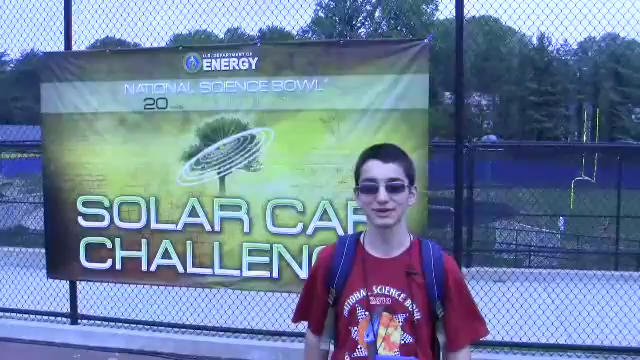 U.S. DEPARTMENT OF
ENERGY
NATIONAL SCIENCE BOWL
20
SOLAR CAR
CHALLENG
NATIONAL SCIENCE BOWL
2010